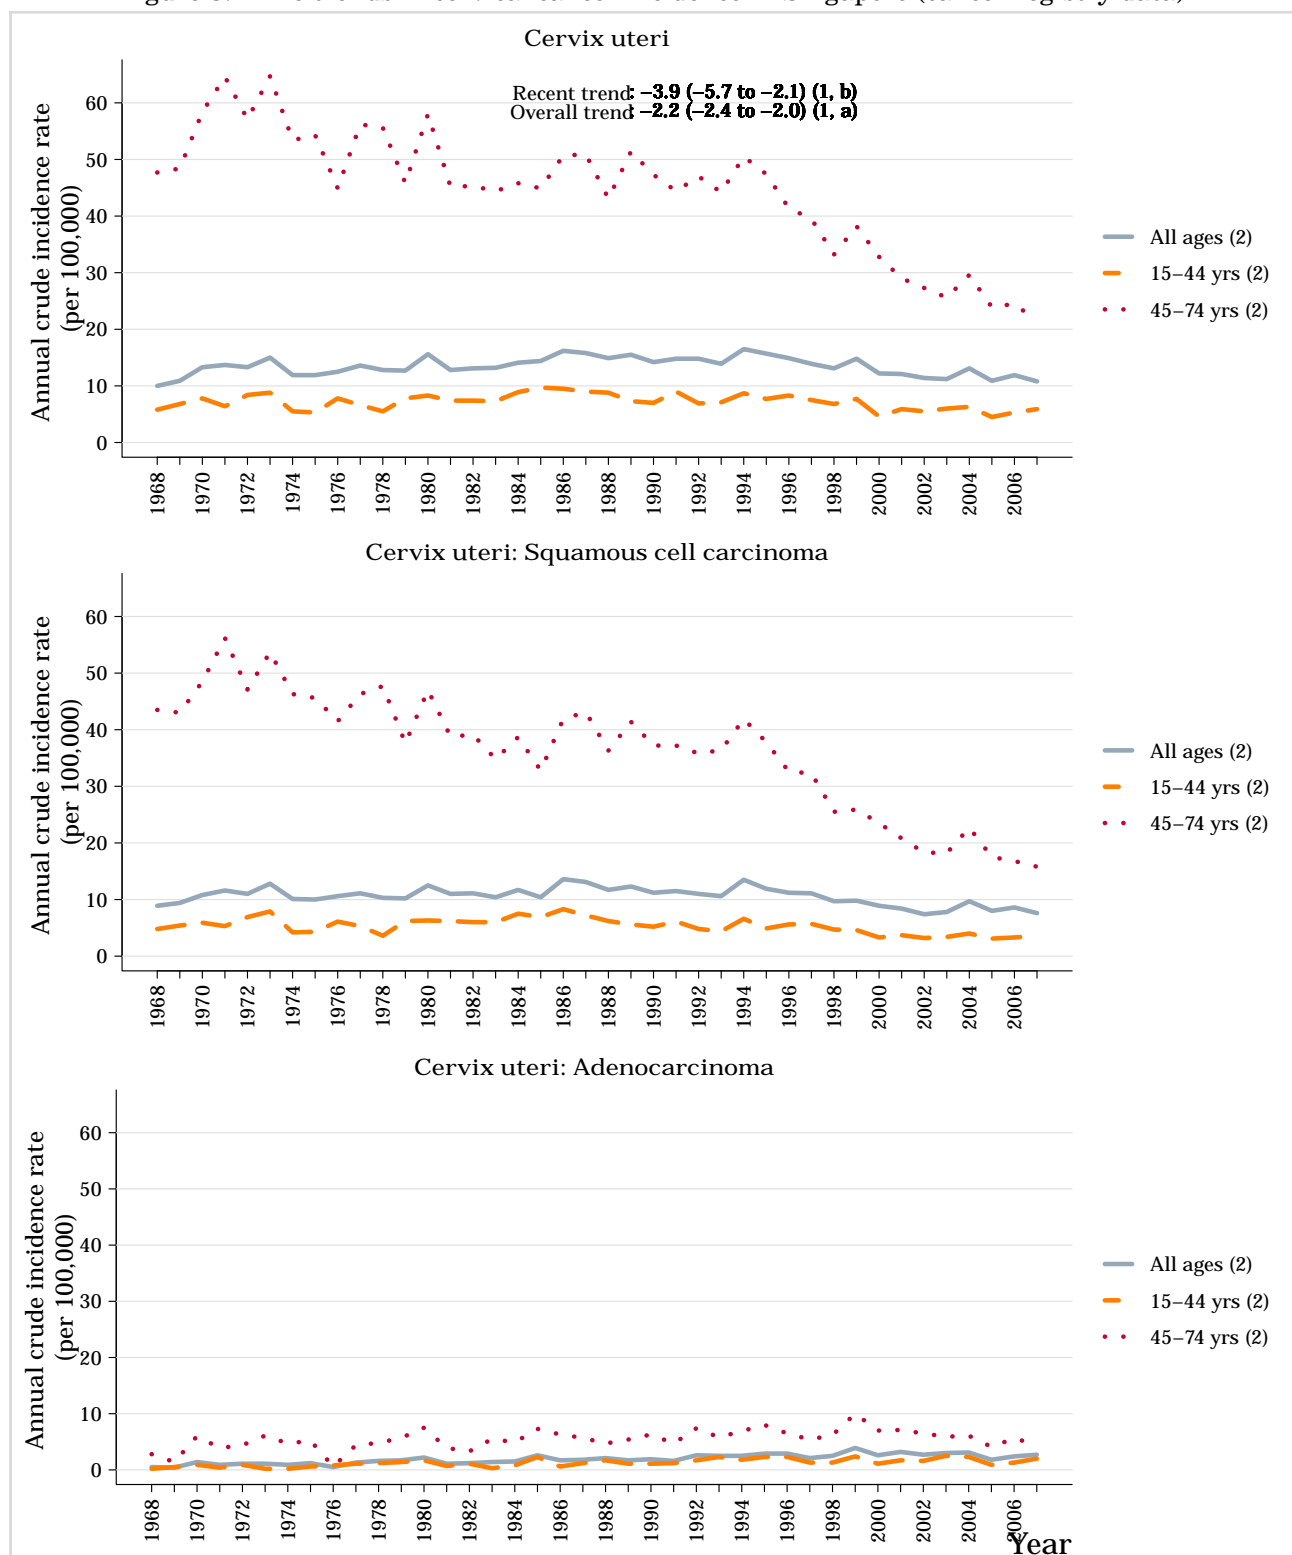 Cervix uteri
Recent trend: −3.9 (−5.7 to −2.1) (1, b)
Overall trend: −2.2 (−2.4 to −2.0) (1, a)
Annual crude incidence rate
(per 100,000)
60
50
40
30
20
10
0
1968 1970 1972 1974 1976 1978 1980 1982 1984 1986 1988 1990 1992 1994 1996 1998 2000 2002 2004 2006
All ages (2)
15−44 yrs (2)
45−74 yrs (2)
Cervix uteri: Squamous cell carcinoma
Annual crude incidence rate
(per 100,000)
60
50
40
30
20
10
0
1968 1970 1972 1974 1976 1978 1980 1982 1984 1986 1988 1990 1992 1994 1996 1998 2000 2002 2004 2006
All ages (2)
15−44 yrs (2)
45−74 yrs (2)
Cervix uteri: Adenocarcinoma
Annual crude incidence rate
(per 100,000)
60
50
40
30
20
10
0
1968 1970 1972 1974 1976 1978 1980 1982 1984 1986 1988 1990 1992 1994 1996 1998 2000 2002 2004 2006
All ages (2)
15−44 yrs (2)
45−74 yrs (2)
Year